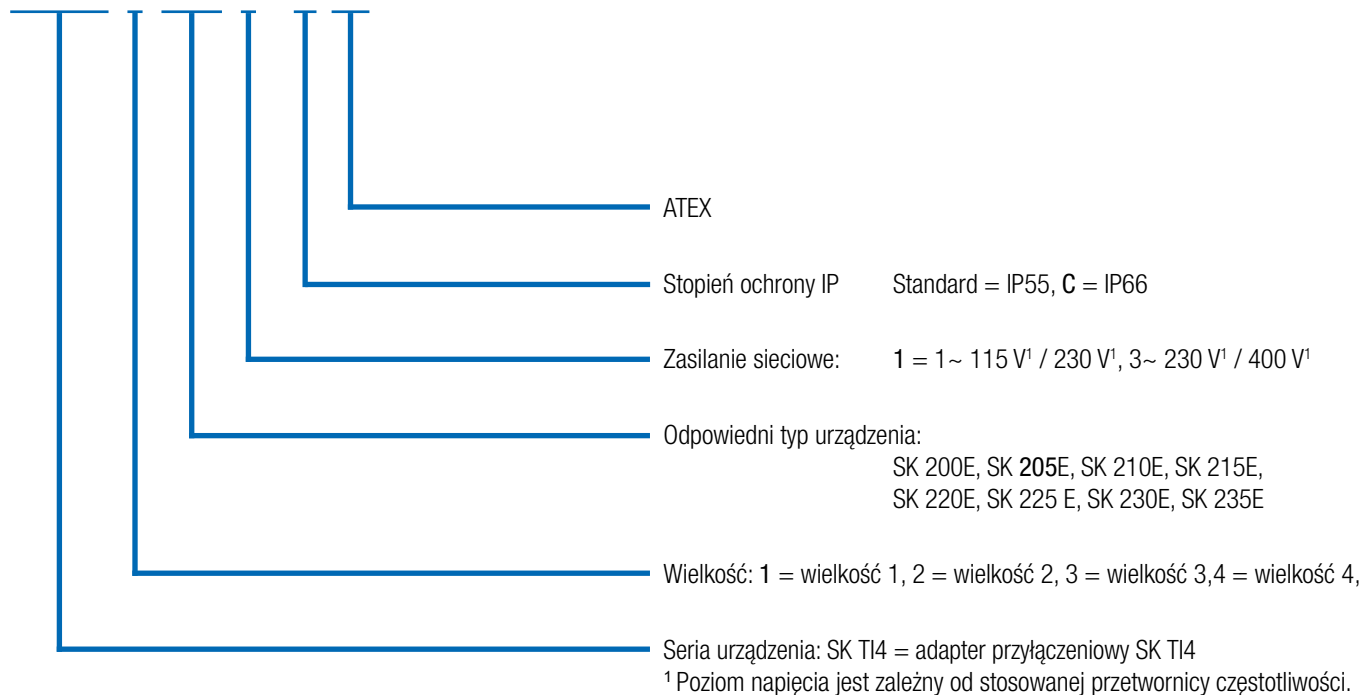 ATEX
Stopień ochrony IP Standard = IP55, C = IP66
Zasilanie sieciowe: 1 = 1~ 115 V¹ / 230 V¹, 3~ 230 V¹ / 400 V¹
Odpowiedni typ urządzenia:
SK 200E, SK 205E, SK 210E, SK 215E,
SK 220E, SK 225 E, SK 230E, SK 235E
Wielkość: 1 = wielkość 1, 2 = wielkość 2, 3 = wielkość 3,4 = wielkość 4,
Seria urządzenia: SK TI4 = adapter przyłączeniowy SK TI4
¹ Poziom napięcia jest zależny od stosowanej przetwornicy częstotliwości.